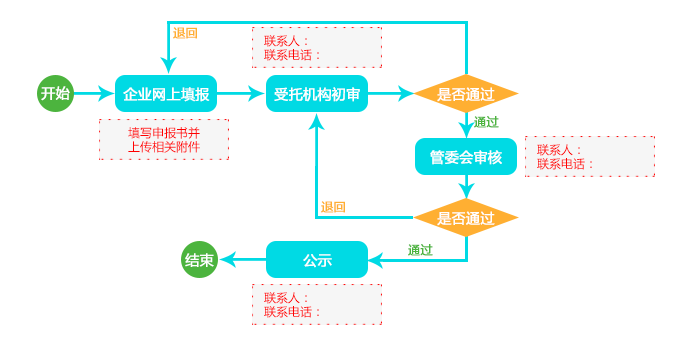 退回
联系人：
联系电话：
开始
企业网上填报
受托机构初审
是否通过
填写申报书并
上传相关附件
通过
管委会审核
联系人：
联系电话：
退回
是否通过
通过
结束
公示
联系人：
联系电话：